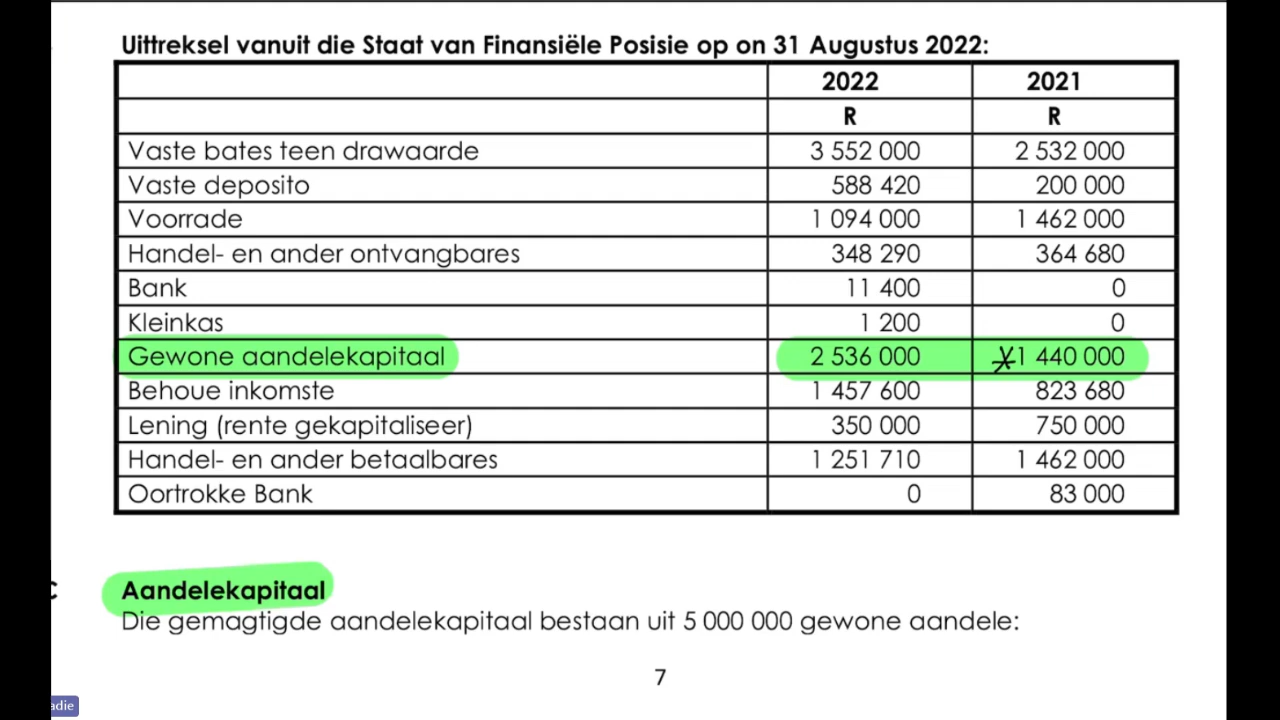 Uittreksel vanuit die Staat van Finansiële Posisie op on 31 Augustus 2022:
2022 2021
R R
Vaste bates teen drawaarde 3 552 000 2 532 000
Vaste deposito 588 420 200 000
Voorrade 1 094 000 1 462 000
Handel- en ander ontvangbares 348 290 364 680
Bank 11 400 0
Kleinkas 1 200 0
Gewone aandelekapitaal 2 536 000 1 440 000
Behoue inkomste 1 457 600 823 680
Lening (rente gekapitaliseer) 350 000 750 000
Handel- en ander betaalbares 1 251 710 1 462 000
Oortrokke Bank 0 83 000
Aandelekapitaal
Die gemagtigde aandelekapitaal bestaan uit 5 000 000 gewone aandele:
7